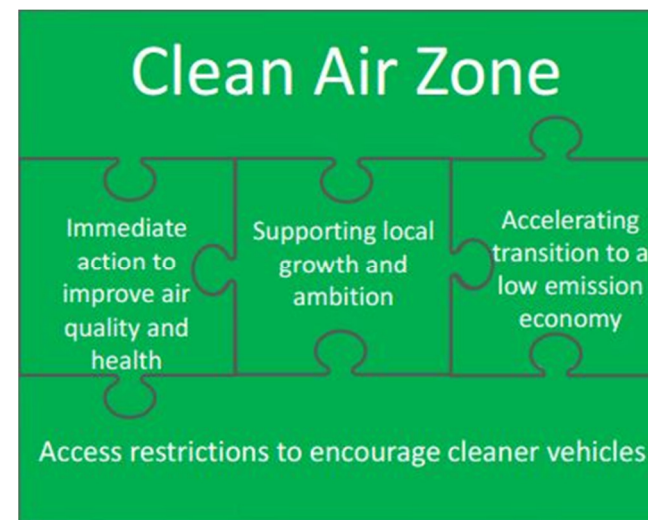 Clean Air Zone
Immediate
action to
improve air
quality and
health
Supporting local
growth and
ambition
Accelerating
transition to a
low emission
economy
Access restrictions to encourage cleaner vehicles